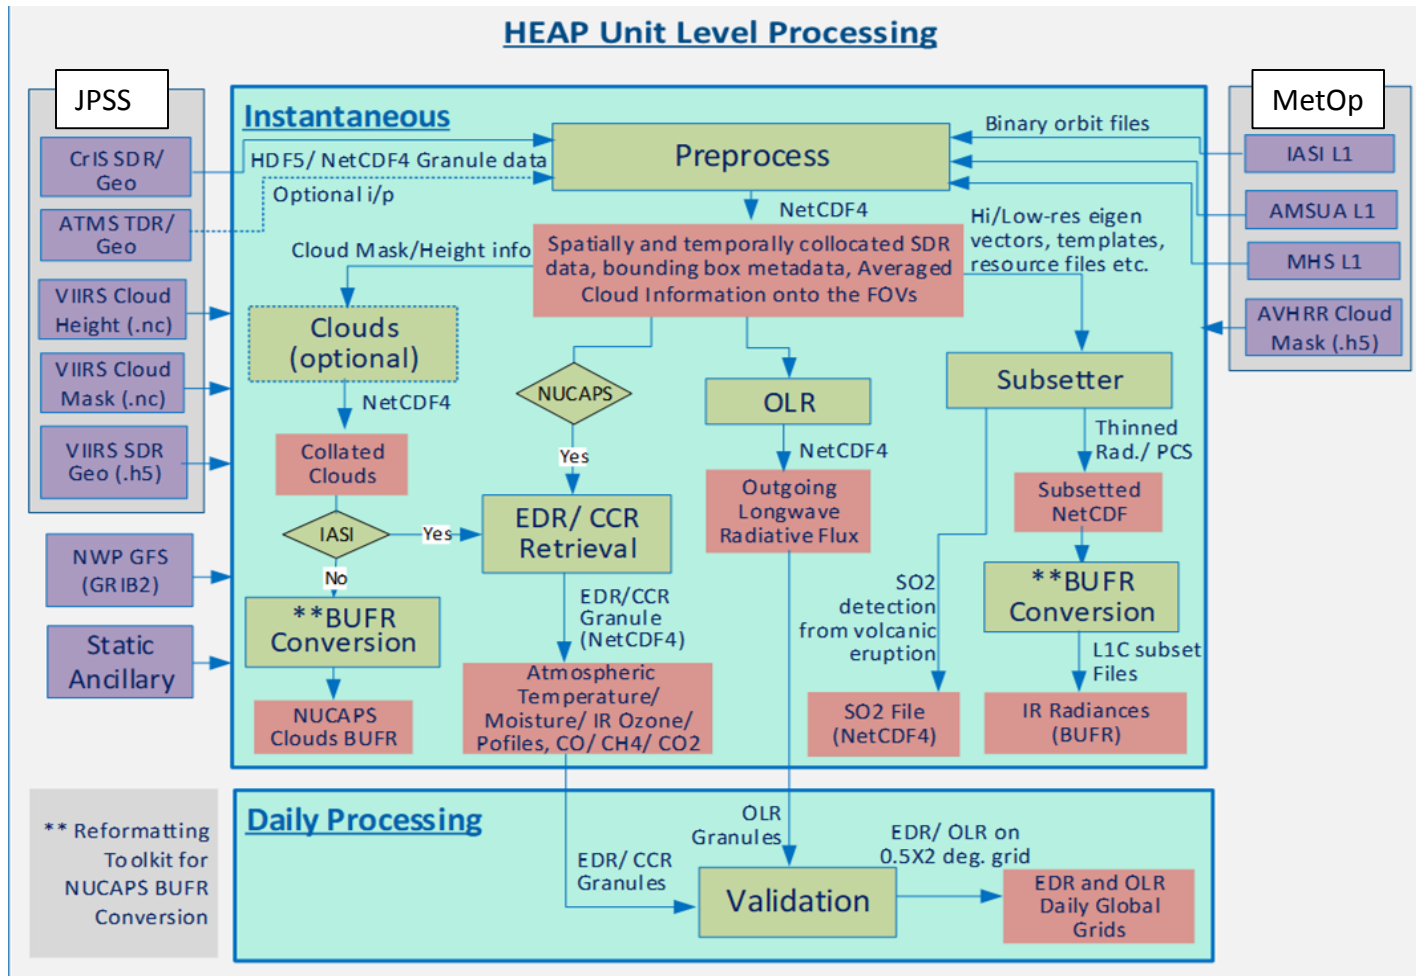 HEAP Unit Level Processing
JPSS
CrIS SDR/
Geo
ATMS TDR/
Geo
VIIRS Cloud
Height (.nc)
VIIRS Cloud
Mask (.nc)
VIIRS SDR
Geo (.h5)
NWP GFS
(GRIB2)
Static
Ancillary
Instantaneous
HDF5/ NetCDF4 Granule data
Optional i/p
Preprocess
Binary orbit files
MetOp
IASI L1
AMSUA L1
MHS L1
AVHRR Cloud
Mask (.h5)
NetCDF4
Cloud Mask/Height info
Spatially and temporally collocated SDR
data, bounding box metadata, Averaged
Cloud Information onto the FOVs
Hi/Low-res eigen
vectors, templates,
resource files etc.
Clouds
(optional)
NetCDF4
Collated
Clouds
IASI
Yes
No
**BUFR
Conversion
NUCAPS
Clouds BUFR
NUCAPS
Yes
EDR/ CCR
Retrieval
EDR/CCR
Granule
(NetCDF4)
Atmospheric
Temperature/
Moisture/ IR Ozone/
Pofiles, CO/ CH4/ CO2
OLR
NetCDF4
Outgoing
Longwave
Radiative Flux
Subsetter
Thinned
Rad./ PCS
Subsetted
NetCDF
**BUFR
Conversion
L1C subset
Files
IR Radiances
(BUFR)
SO2
detection
from volcanic
eruption
SO2 File
(NetCDF4)
** Reformatting
Toolkit for
NUCAPS BUFR
Conversion
Daily Processing
EDR/ CCR
Granules
OLR
Granules
Validation
EDR/ OLR on
0.5X2 deg. grid
EDR and OLR
Daily Global
Grids